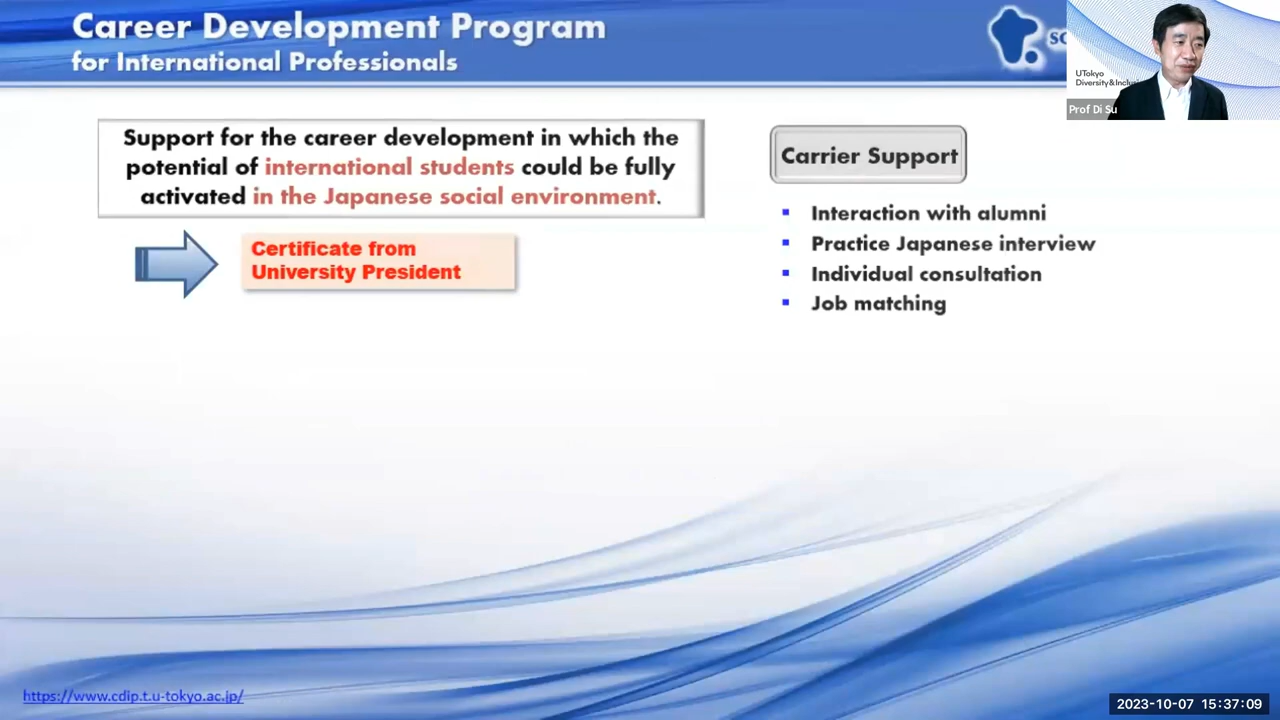 Career Development Program
for International Professionals
UTokyo
Prof Di Su
Support for the career development in which the
potential of international students could be fully
activated in the Japanese social environment.
Certificate from
University President
Carrier Support
Interaction with alumni
Practice Japanese interview
Individual consultation
Job matching
https://www.cdip.t.u-tokyo.ac.jp/
2023-10-07 15:37:09